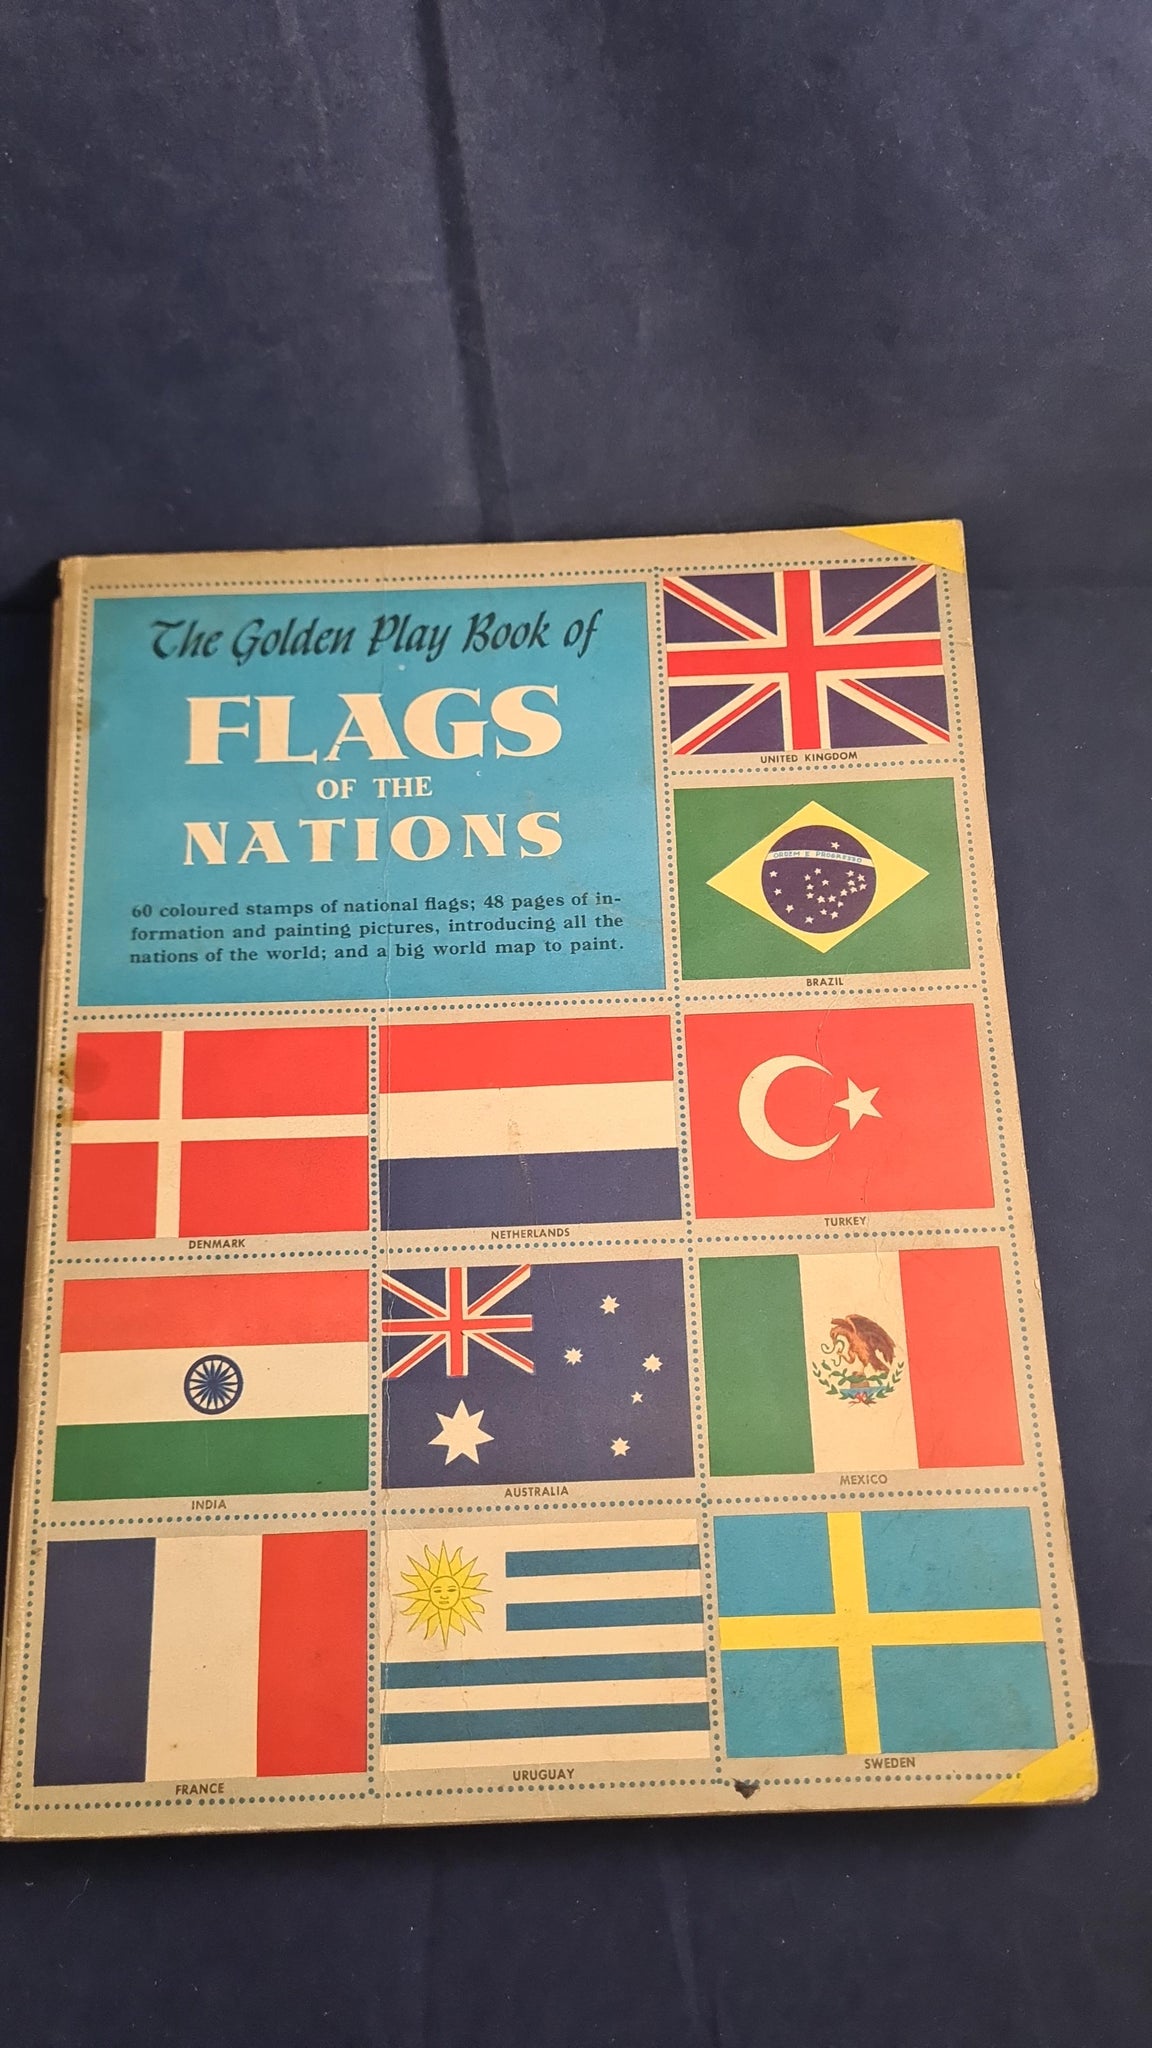 The Golden Play Book of
FLAGS
OF THE
NATIONS
60 coloured stamps of national flags; 48 pages of in-
formation and painting pictures, introducing all the
nations of the world; and a big world map to paint.
UNITED KINGDOM
ORDEM E PROGRESSO
BRAZIL
DENMARK
NETHERLANDS
TURKEY
INDIA
AUSTRALIA
MEXICO
FRANCE
URUGUAY
SWEDEN